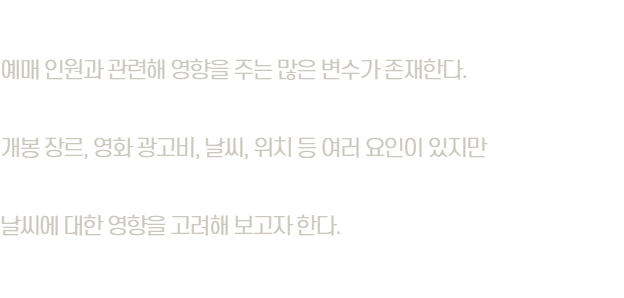 예매 인원과 관련해 영향을 주는 많은 변수가 존재한다.
개봉 장르, 영화 광고비, 날씨, 위치 등 여러 요인이 있지만
날씨에 대한 영향을 고려해 보고자 한다.